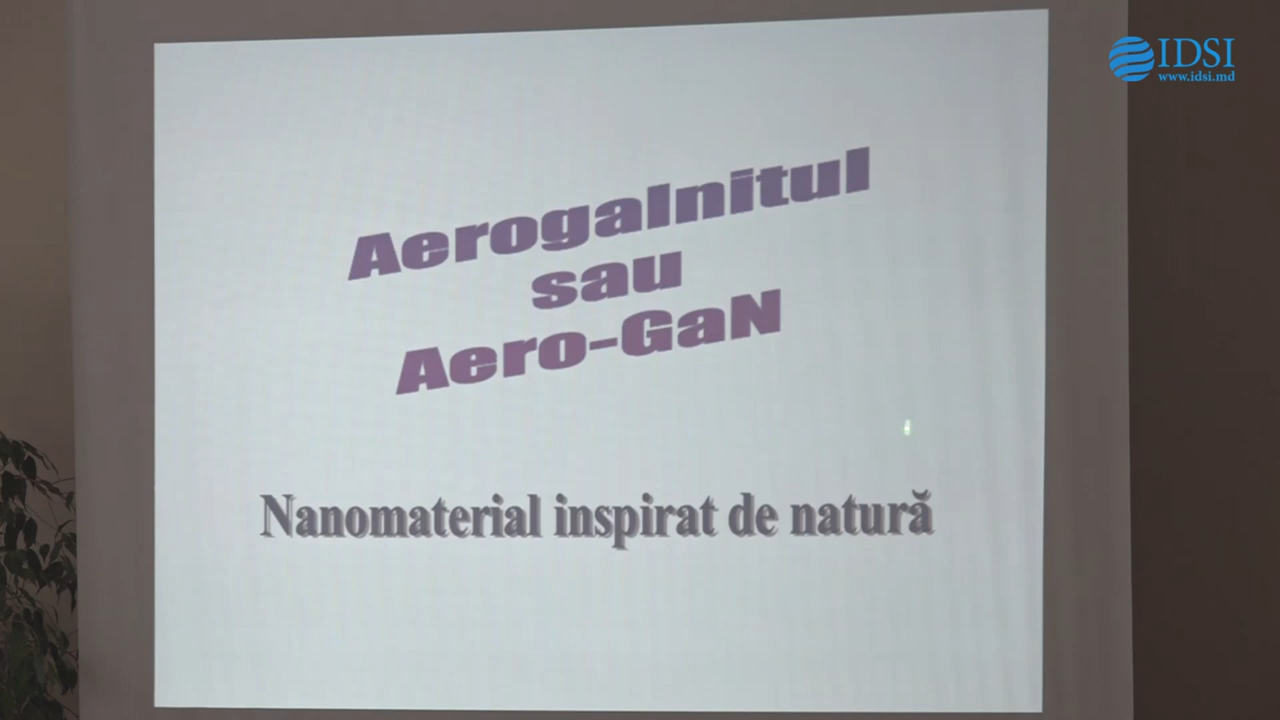 IDSI
www.idsi.md
Aerogalnitul
sau
Aero-GaN
Nanomaterial inspirat de natură